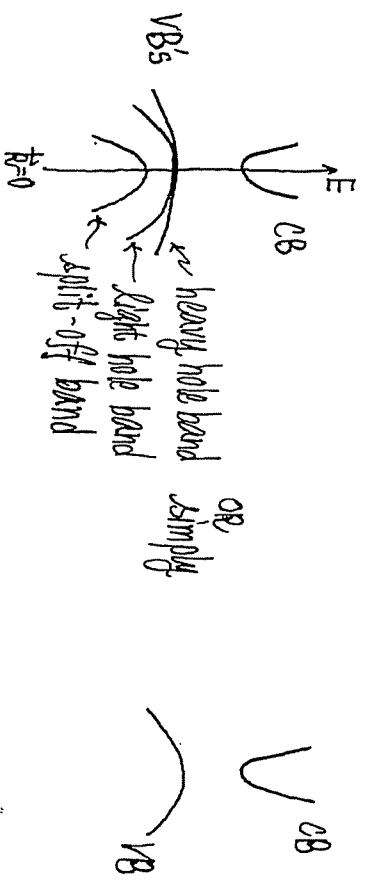 E
CB
VB's
heavy hole band
light hole band
split-off band
k⃗=0
OR
simply
CB
VB